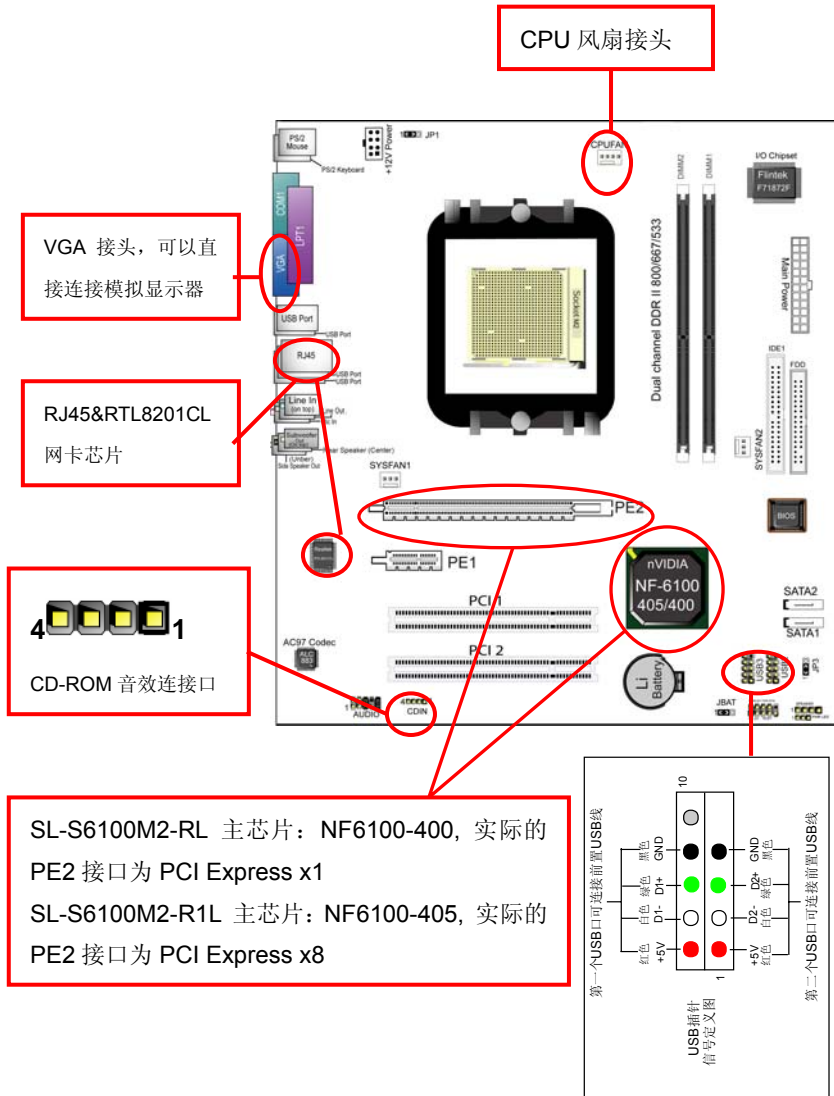 CPU 风扇接头
PS/2
Mouse
PS/2 Keyboard
+12V Power
1
JP1
CPUFAN
DIMM2
DIMM1
I/O Chipset
Flintek
F71872F
COM1
LPT1
VGA
VGA 接头，可以直
接连接模拟显示器
USB Port
USB Port
RJ45
USB Port
USB Port
RJ45&RTL8201CL
网卡芯片
Line In
(on top)
Line Out
Subwoofer
Rear Speaker (Center)
Side Speaker Out
Socket M2
Dual channel DDR II 800/667/533
Main Power
IDE1
FDD
SYSFAN2
BIOS
SYSFAN1
PE2
PE1
nVIDIA
NF-6100
405/400
SATA2
SATA1
PCI 1
PCI 2
AC97 Codec
ALC
883
4
1
CD-ROM 音效连接口
1
AUDIO
4
CDIN
Li
Battery
JBAT
1
USB3
JP3
SL-S6100M2-RL 主芯片：NF6100-400, 实际的
PE2 接口为 PCI Express x1
SL-S6100M2-R1L 主芯片：NF6100-405, 实际的
PE2 接口为 PCI Express x8
10
第一个USB口可连接前置USB线
黑色 GND
绿色 D1+
白色 D1-
红色 +5V
GND 黑色
D2+ 绿色
D2- 白色
+5V 红色
第二个USB口可连接前置USB线
1
USB插针
信号定义图